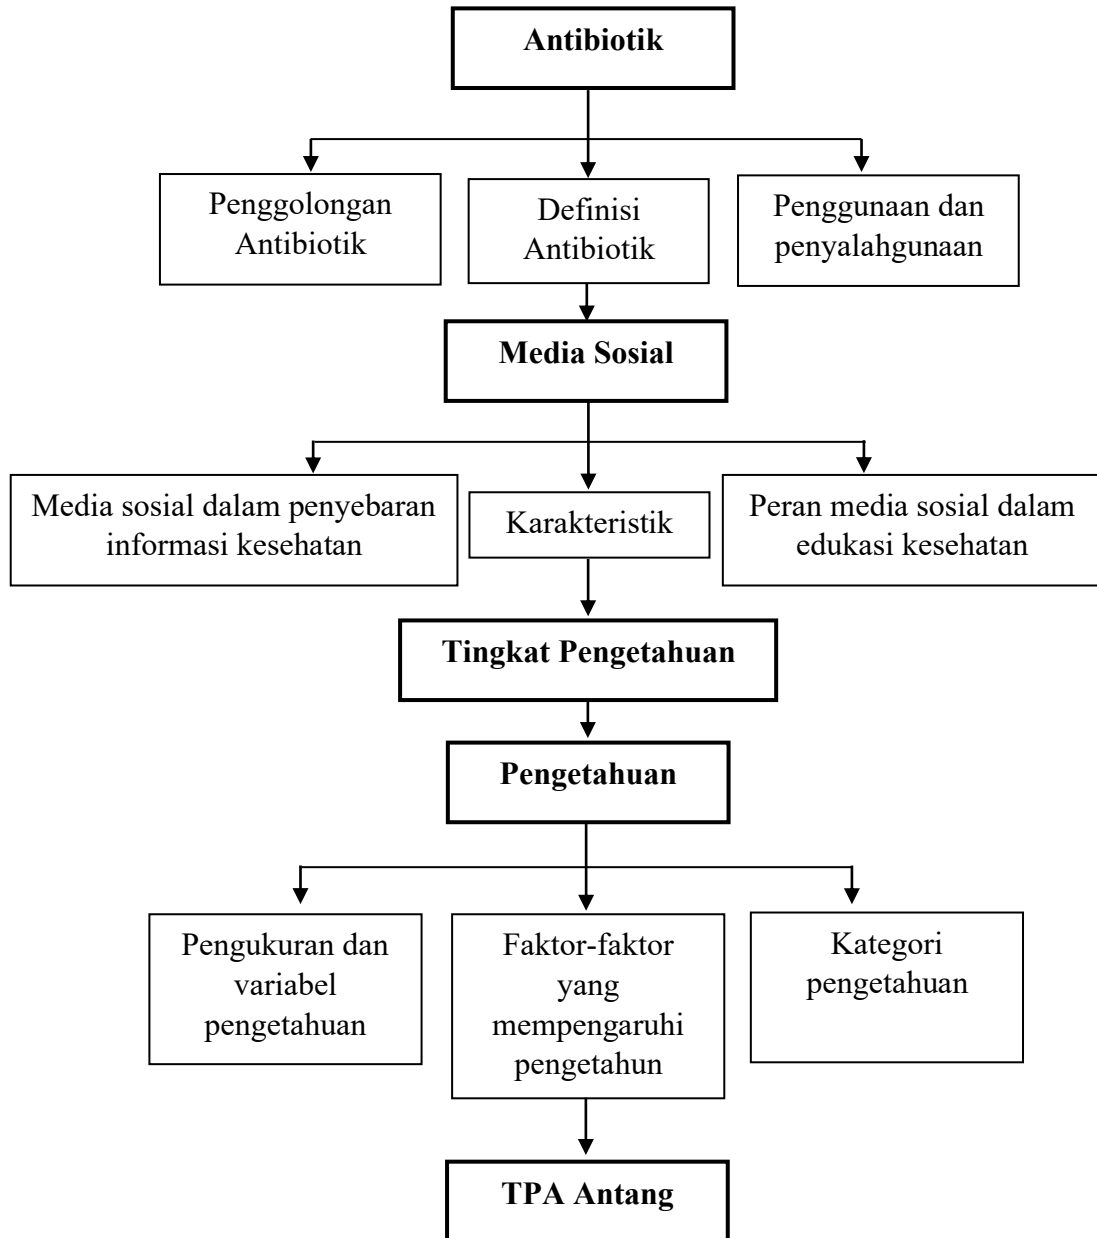 Antibiotik
Penggolongan
Antibiotik
Definisi
Antibiotik
Penggunaan dan
penyalahgunaan
Media Sosial
Media sosial dalam penyebaran
informasi kesehatan
Karakteristik
Peran media sosial dalam
edukasi kesehatan
Tingkat Pengetahuan
Pengetahuan
Pengukuran dan
variabel
pengetahuan
Faktor-faktor
yang
mempengaruhi
pengetahun
Kategori
pengetahuan
TPA Antang